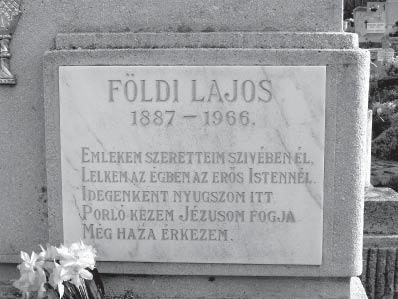 FÖLDI LAJOS
1887 – 1966.
EMLEKEM SZERETTEIM SZIVÉBEN ÉL,
LELKEM AZ ÉGBEN AZ ERŐS ISTENNÉL.
IDEGENKENT NYUGSZOM ITT
PORLÓ KEZEM JÉZUSOM FOGJA
MÉG HAZA ÉRKEZEM.